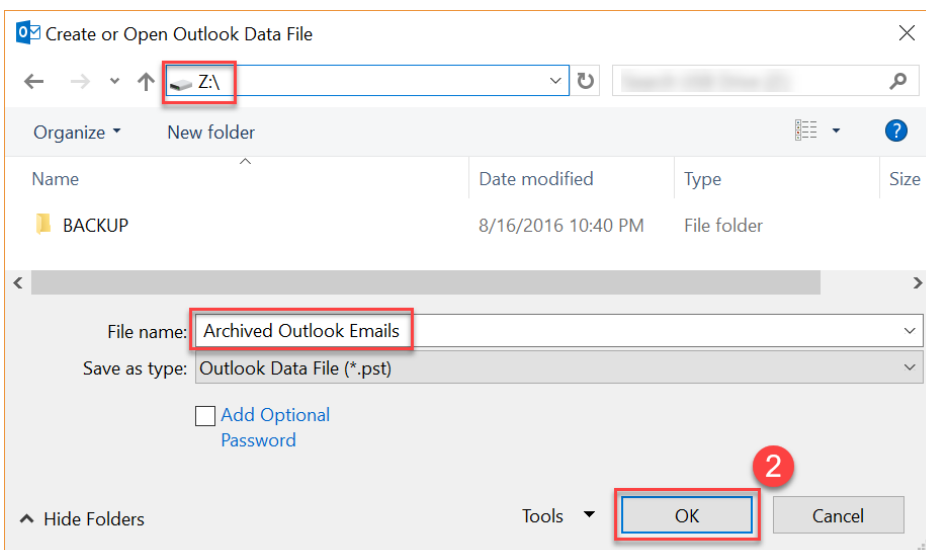 Create or Open Outlook Data File
Z:\
Organize New folder
Name Date modified Type Size
BACKUP 8/16/2016 10:40 PM File folder
File name: Archived Outlook Emails
Save as type: Outlook Data File (*.pst)
Add Optional
Password
2
Hide Folders Tools OK Cancel